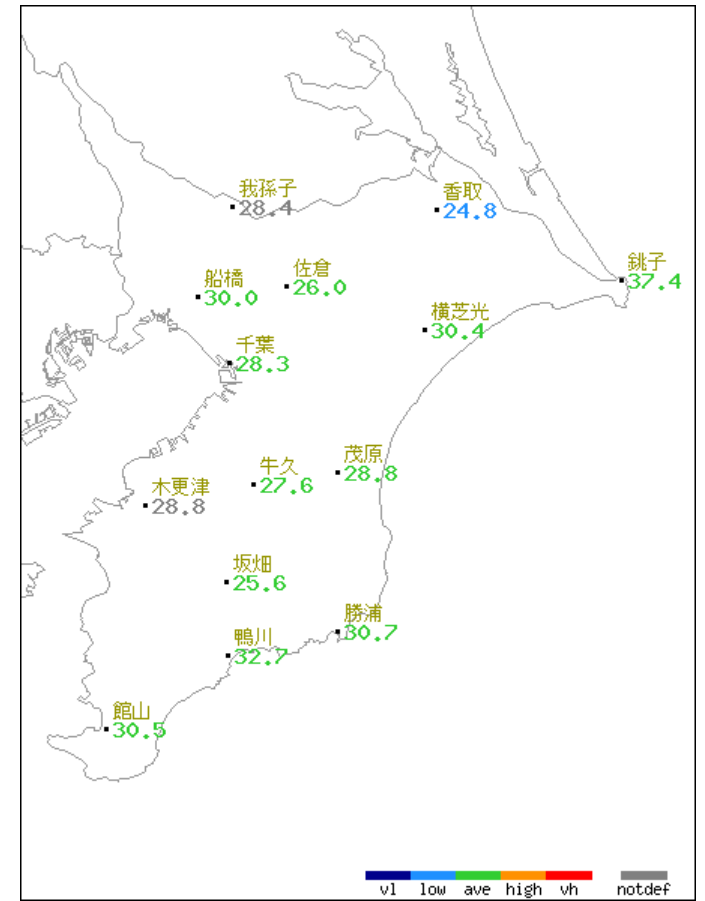 我孫子
28.4
香取
24.8
船橋
30.0
佐倉
26.0
銚子
37.4
横芝光
30.4
千葉
28.3
茂原
28.8
牛久
27.6
木更津
28.8
坂畑
25.6
勝浦
30.7
鴨川
32.7
館山
30.5
vl low ave high vh notdef